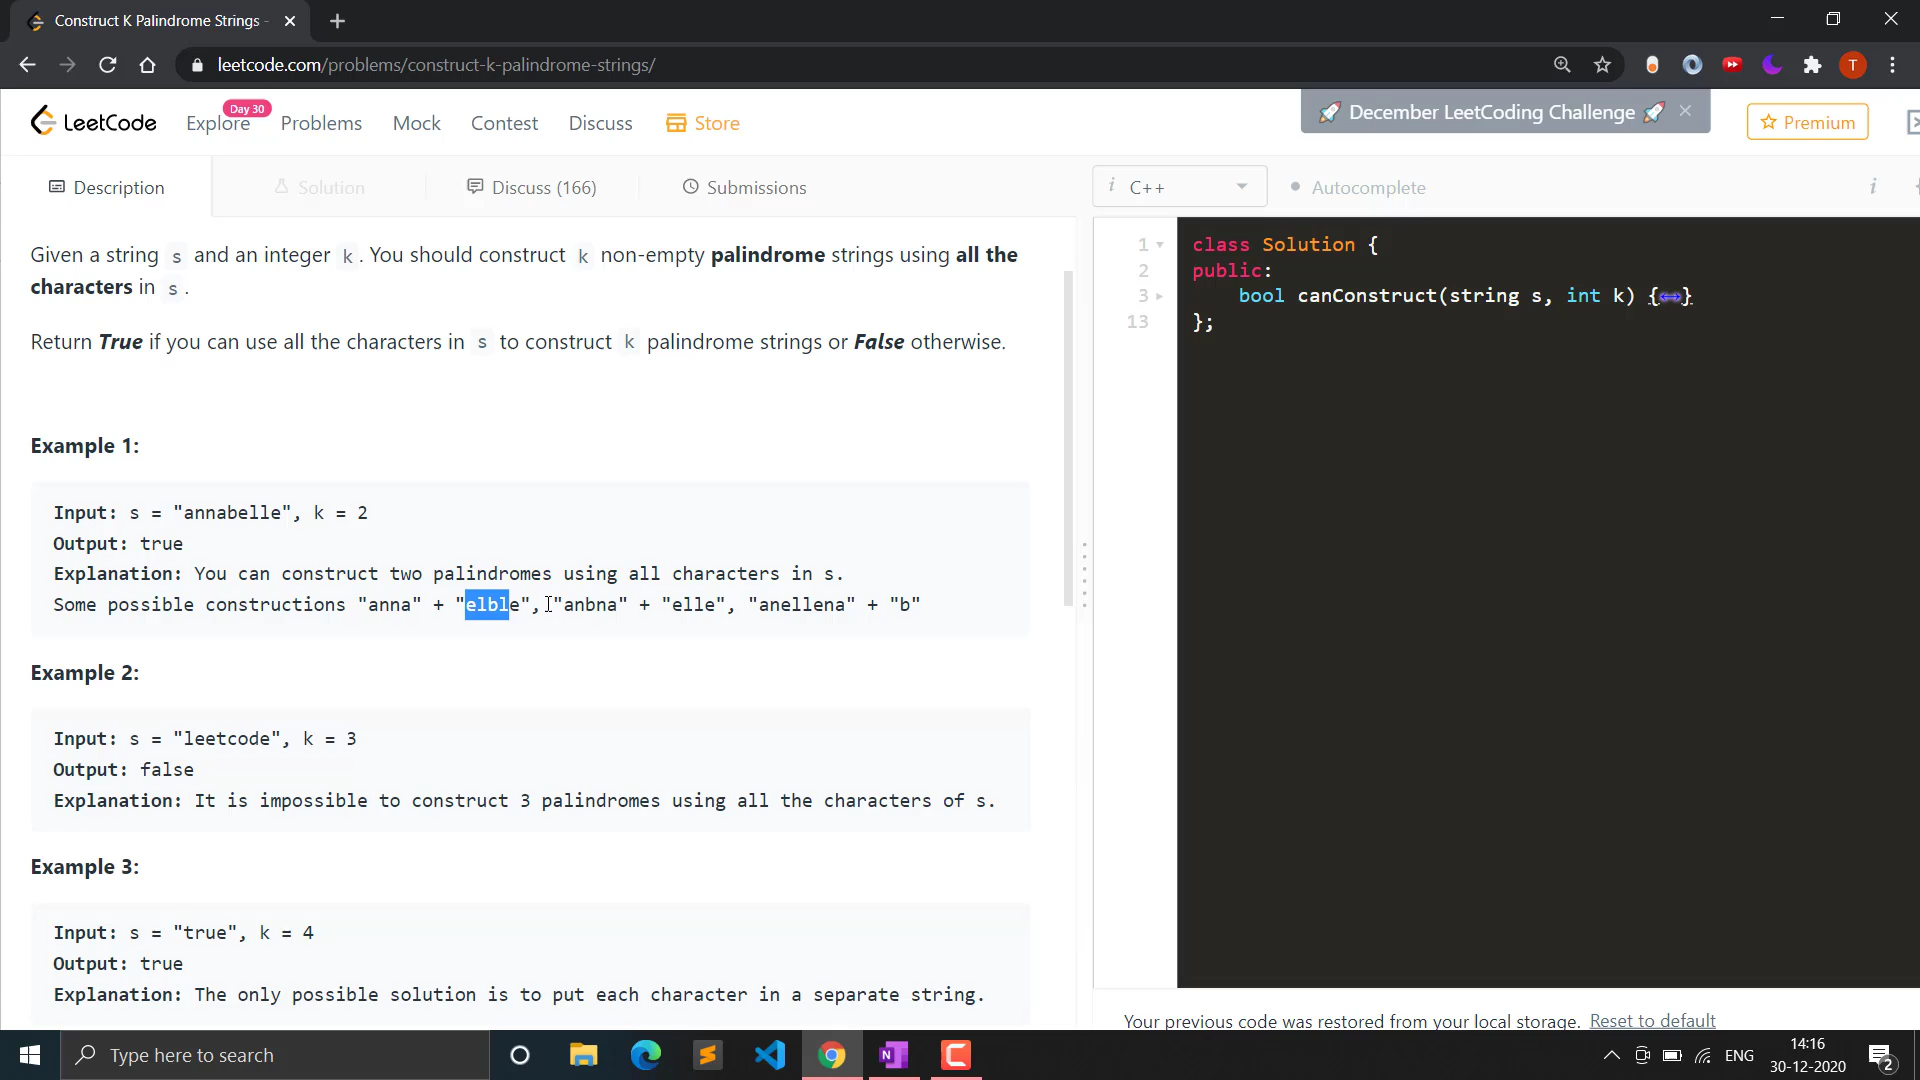 Construct K Palindrome Strings -
leetcode.com/problems/construct-k-palindrome-strings/
T
LeetCode
Explore
Day 30
Problems
Mock
Contest
Discuss
Store
🚀 December LeetCoding Challenge 🚀
Premium
Description
Solution
Discuss (166)
Submissions
i C++
Autocomplete
i
Given a string s and an integer k. You should construct k non-empty palindrome strings using all the
characters in s.
Return True if you can use all the characters in s to construct k palindrome strings or False otherwise.
Example 1:
Input: s = "annabelle", k = 2
Output: true
Explanation: You can construct two palindromes using all characters in s.
Some possible constructions "anna" + "elble", "anbna" + "elle", "anellena" + "b"
Example 2:
Input: s = "leetcode", k = 3
Output: false
Explanation: It is impossible to construct 3 palindromes using all the characters of s.
Example 3:
Input: s = "true", k = 4
Output: true
Explanation: The only possible solution is to put each character in a separate string.
1 class Solution {
2 public:
3 bool canConstruct(string s, int k) {↔}
13 };
Your previous code was restored from your local storage. Reset to default
Type here to search
N
ENG
14:16
30-12-2020
2